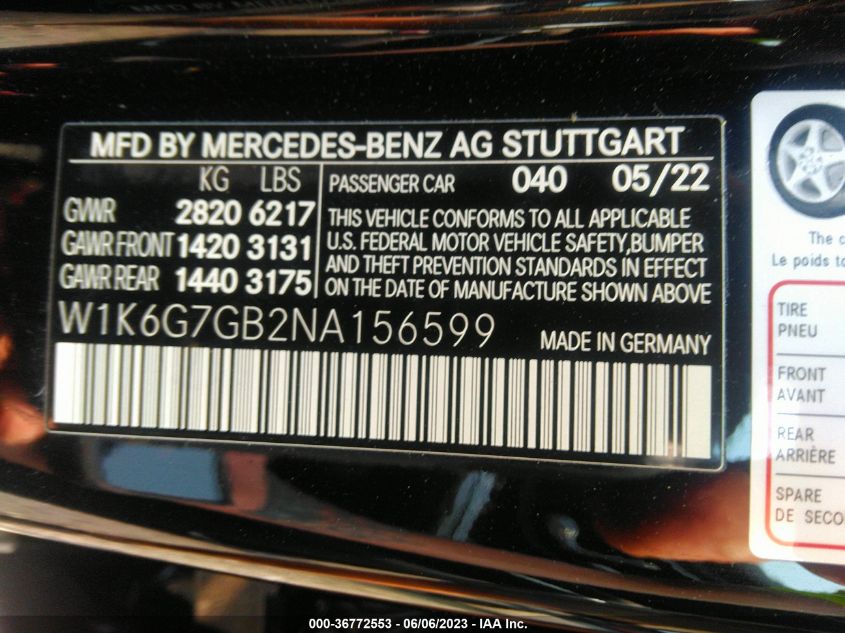 MFD BY MERCEDES-BENZ AG STUTTGART
KG LBS
GVWR 2820 6217
GAWR FRONT 1420 3131
GAWR REAR 1440 3175
PASSENGER CAR 040 05/22
THIS VEHICLE CONFORMS TO ALL APPLICABLE
U.S. FEDERAL MOTOR VEHICLE SAFETY,BUMPER
AND THEFT PREVENTION STANDARDS IN EFFECT
ON THE DATE OF MANUFACTURE SHOWN ABOVE
W1K6G7GB2NA156599
MADE IN GERMANY
The c
Le poids to
TIRE
PNEU
FRONT
AVANT
REAR
ARRIÈRE
SPARE
DE SECO
000-36772553 — 06/06/2023 — IAA Inc.